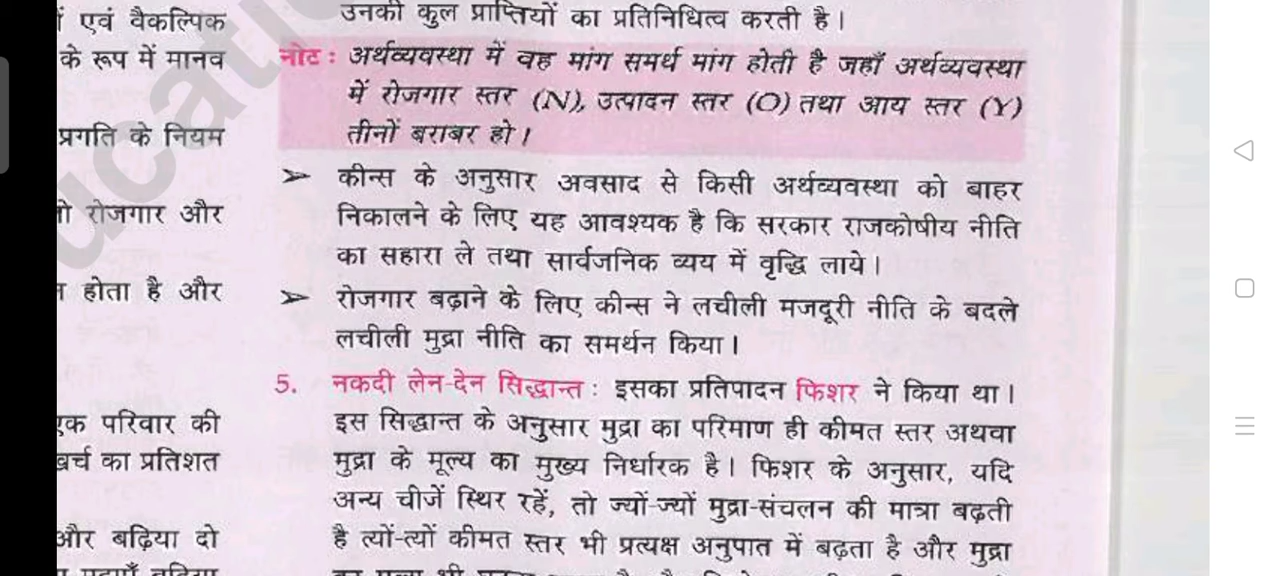 ं एवं वैकल्पिक
के रूप में मानव
प्रगति के नियम
रोजगार और
होता है और
एक परिवार की
खर्च का प्रतिशत
और बढ़िया दो
उनकी कुल प्राप्तियों का प्रतिनिधित्व करती है।
नोट : अर्थव्यवस्था में वह मांग समर्थ मांग होती है जहाँ अर्थव्यवस्था
में रोजगार स्तर (N), उत्पादन स्तर (O) तथा आय स्तर (Y)
तीनों बराबर हो।
➢ कीन्स के अनुसार अवसाद से किसी अर्थव्यवस्था को बाहर
निकालने के लिए यह आवश्यक है कि सरकार राजकोषीय नीति
का सहारा ले तथा सार्वजनिक व्यय में वृद्धि लाये।
➢ रोजगार बढ़ाने के लिए कीन्स ने लचीली मजदूरी नीति के बदले
लचीली मुद्रा नीति का समर्थन किया।
5. नकदी लेन-देन सिद्धान्त : इसका प्रतिपादन फिशर ने किया था।
इस सिद्धान्त के अनुसार मुद्रा का परिमाण ही कीमत स्तर अथवा
मुद्रा के मूल्य का मुख्य निर्धारक है। फिशर के अनुसार, यदि
अन्य चीजें स्थिर रहें, तो ज्यों-ज्यों मुद्रा-संचलन की मात्रा बढ़ती
है त्यों-त्यों कीमत स्तर भी प्रत्यक्ष अनुपात में बढ़ता है और मुद्रा
ucati